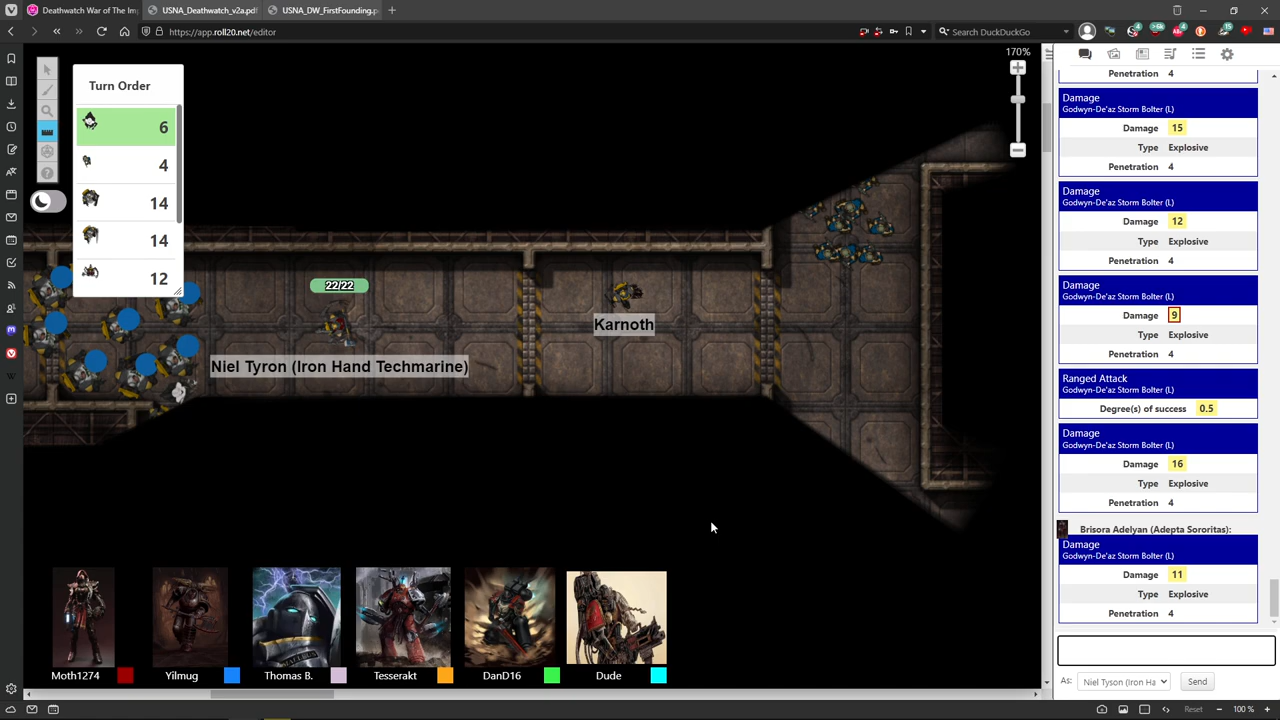 Deathwatch War of The Im
USNA_Deathwatch_v2a.pd
USNA_DW_FirstFounding.p
https://app.roll20.net/editor
Search DuckDuckGo
170%
Turn Order
6
4
14
14
12
22/22
Karnoth
Niel Tyron (Iron Hand Techmarine)
Moth1274
Yilmug
Thomas B.
Tesserakt
DanD16
Dude
Penetration 4
Damage
Godwyn-De'az Storm Bolter (L)
Damage 15
Type Explosive
Penetration 4
Damage
Godwyn-De'az Storm Bolter (L)
Damage 12
Type Explosive
Penetration 4
Damage
Godwyn-De'az Storm Bolter (L)
Damage 9
Type Explosive
Penetration 4
Ranged Attack
Godwyn-De'az Storm Bolter (L)
Degree(s) of success 0.5
Damage
Godwyn-De'az Storm Bolter (L)
Damage 16
Type Explosive
Penetration 4
Brisora Adelyan (Adepta Sororitas):
Damage
Godwyn-De'az Storm Bolter (L)
Damage 11
Type Explosive
Penetration 4
As: Niel Tyson (Iron Ha
Send
Reset
100 %